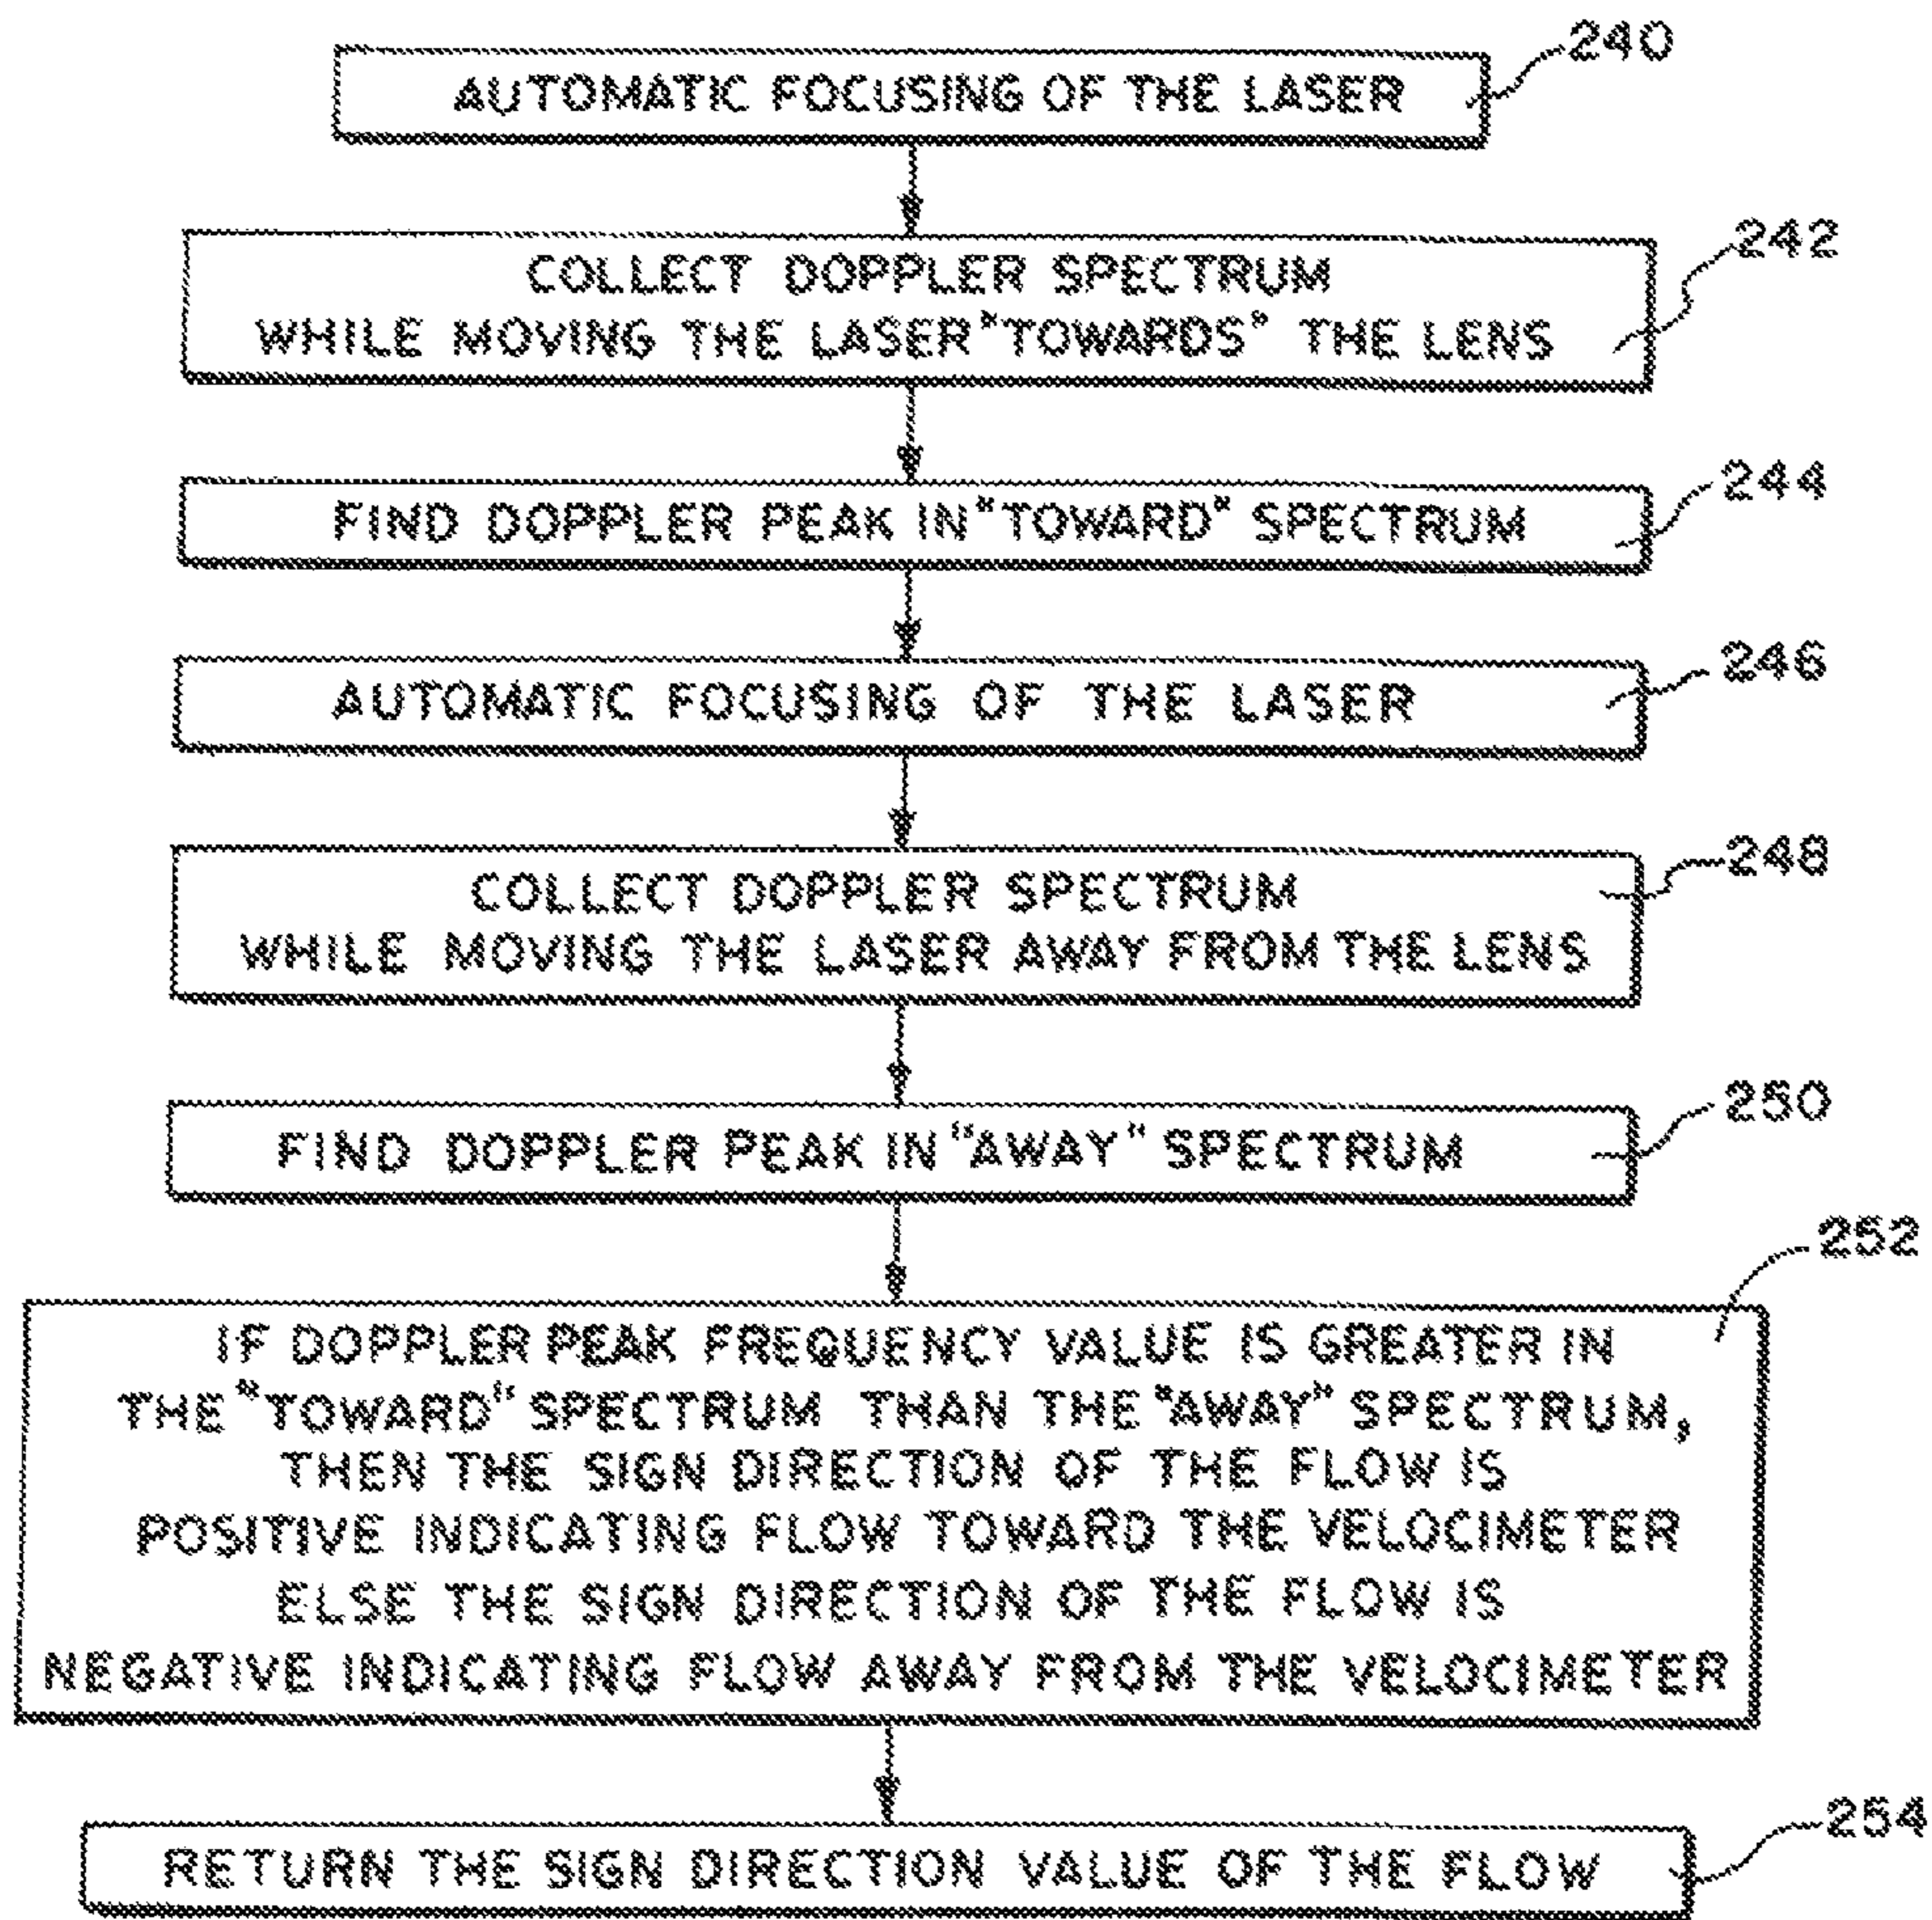 240
AUTOMATIC FOCUSING OF THE LASER
242
COLLECT DOPPLER SPECTRUM
WHILE MOVING THE LASER "TOWARDS" THE LENS
244
FIND DOPPLER PEAK IN "TOWARD" SPECTRUM
246
AUTOMATIC FOCUSING OF THE LASER
248
COLLECT DOPPLER SPECTRUM
WHILE MOVING THE LASER AWAY FROM THE LENS
250
FIND DOPPLER PEAK IN "AWAY" SPECTRUM
252
IF DOPPLER PEAK FREQUENCY VALUE IS GREATER IN
THE "TOWARD" SPECTRUM THAN THE "AWAY" SPECTRUM,
THEN THE SIGN DIRECTION OF THE FLOW IS
POSITIVE INDICATING FLOW TOWARD THE VELOCIMETER
ELSE THE SIGN DIRECTION OF THE FLOW IS
NEGATIVE INDICATING FLOW AWAY FROM THE VELOCIMETER
254
RETURN THE SIGN DIRECTION VALUE OF THE FLOW